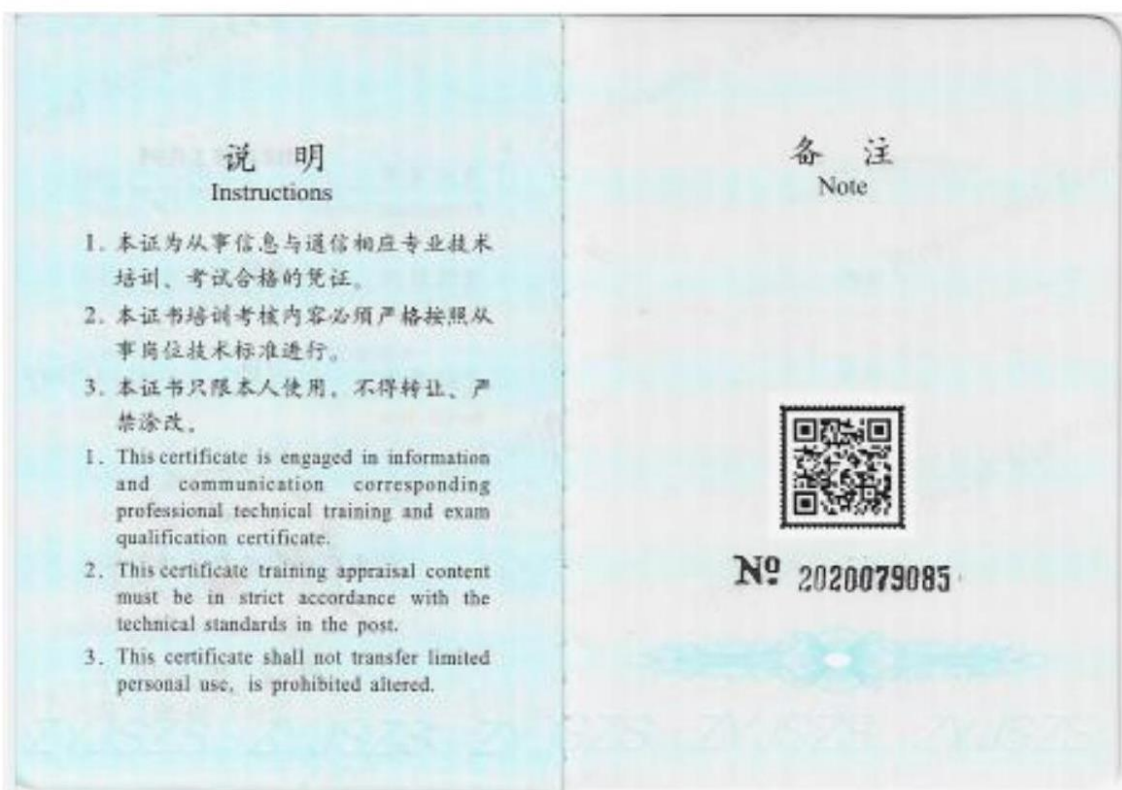 说 明
Instructions
1. 本证为从事信息与通信相应专业技术
培训、考试合格的凭证。
2. 本证书培训考核内容必须严格按照从
事岗位技术标准进行。
3. 本证书只限本人使用，不得转让、严
禁涂改。
1. This certificate is engaged in information
and communication corresponding
professional technical training and exam
qualification certificate.
2. This certificate training appraisal content
must be in strict accordance with the
technical standards in the post.
3. This certificate shall not transfer limited
personal use, is prohibited altered.
备 注
Note
№ 2020079085
ZYJSZS ZYJSZS ZYJSZS ZYJSZS